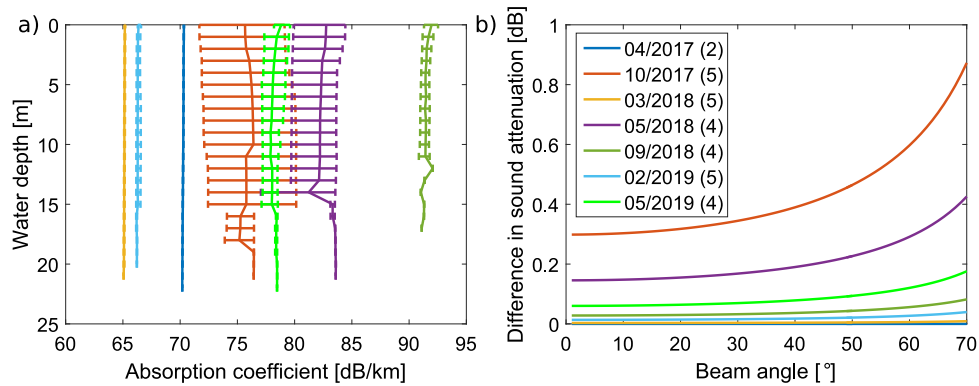 a)
0
5
10
15
20
25
Water depth [m]
60 65 70 75 80 85 90 95
Absorption coefficient [dB/km]
b)
1
0.8
0.6
0.4
0.2
0
Difference in sound attenuation [dB]
04/2017 (2)
10/2017 (5)
03/2018 (5)
05/2018 (4)
09/2018 (4)
02/2019 (5)
05/2019 (4)
0 10 20 30 40 50 60 70
Beam angle [°]